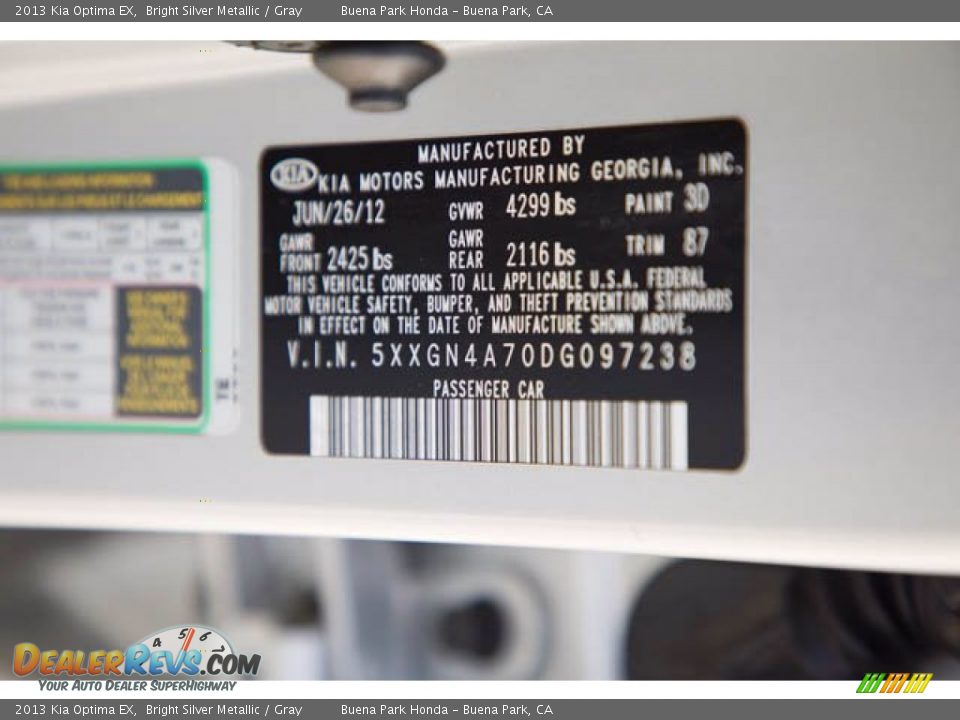 2013 Kia Optima EX,  Bright Silver Metallic / Gray    Buena Park Honda - Buena Park, CA
MANUFACTURED BY
KIA KIA MOTORS MANUFACTURING GEORGIA, INC.
JUN/26/12 GVWR 4299 lbs PAINT 3D
GAWR FRONT 2425 lbs GAWR REAR 2116 lbs TRIM 87
THIS VEHICLE CONFORMS TO ALL APPLICABLE U.S.A. FEDERAL
MOTOR VEHICLE SAFETY, BUMPER, AND THEFT PREVENTION STANDARDS
IN EFFECT ON THE DATE OF MANUFACTURE SHOWN ABOVE.
V.I.N. 5XXGN4A70DG097238
PASSENGER CAR
4 5 6
DEALERREVS.COM
YOUR AUTO DEALER SUPERHIGHWAY
2013 Kia Optima EX,  Bright Silver Metallic / Gray    Buena Park Honda - Buena Park, CA